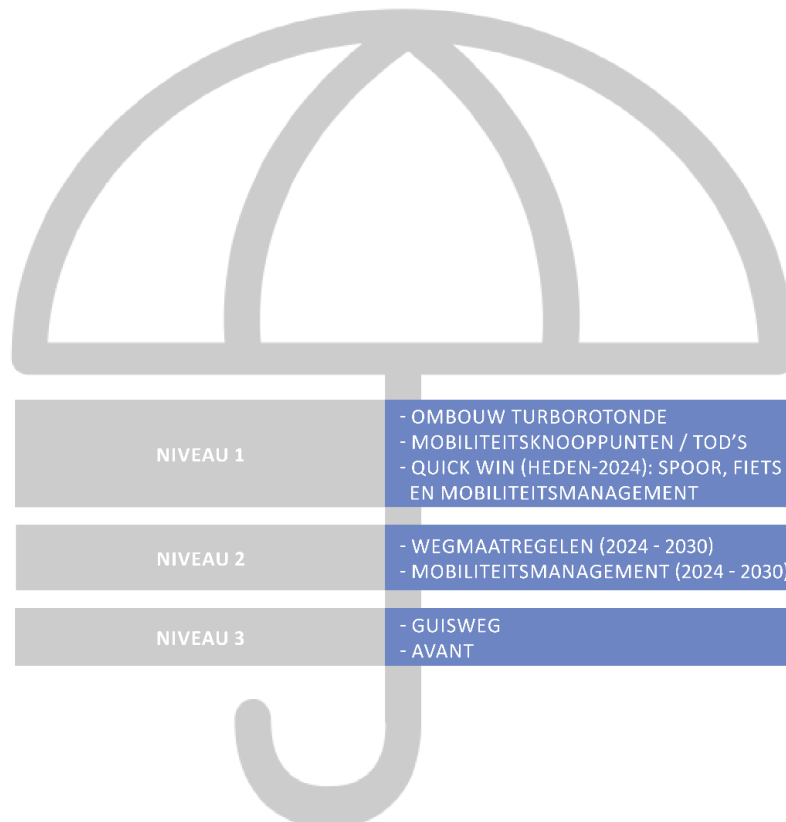 NIVEAU 1
- OMBOUW TURBOROTONDE
- MOBILITEITSKNOOPPUNTEN / TOD'S
- QUICK WIN (HEDEN-2024): SPOOR, FIETS
EN MOBILITEITSMANAGEMENT
NIVEAU 2
- WEGMAATREGELEN (2024 - 2030)
- MOBILITEITSMANAGEMENT (2024 - 2030)
NIVEAU 3
- GUISWEG
- AVANT